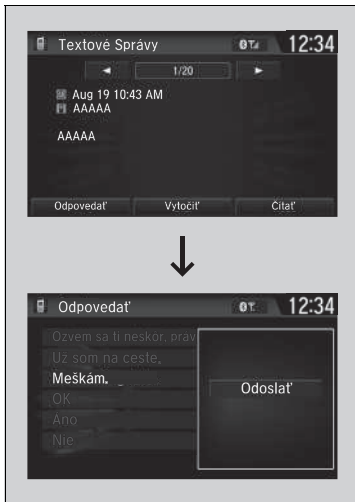 Textové Správy
12:34
1/20
Aug 19 10:43 AM
AAAAA
AAAAA
Odpovedať Vytočiť Čítať
Odpovedať
12:34
Ozvem sa ti neskôr, práv
Už som na ceste,
Meškám.
Odoslať
OK
Ano
Nie